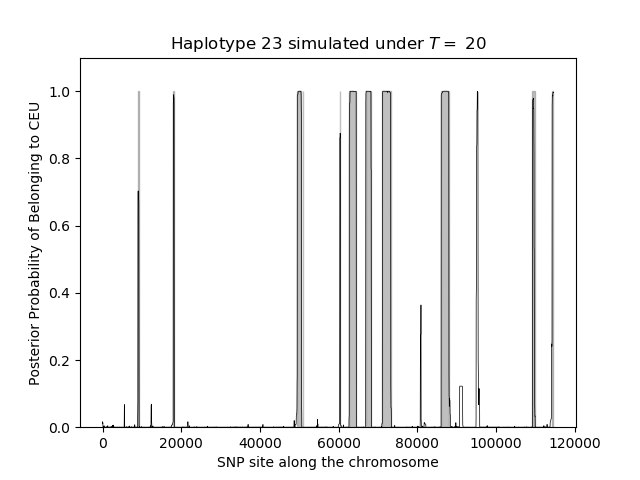 Haplotype 23 simulated under T = 20
Posterior Probability of Belonging to CEU
1.0
0.8
0.6
0.4
0.2
0.0
0 20000 40000 60000 80000 100000 120000
SNP site along the chromosome